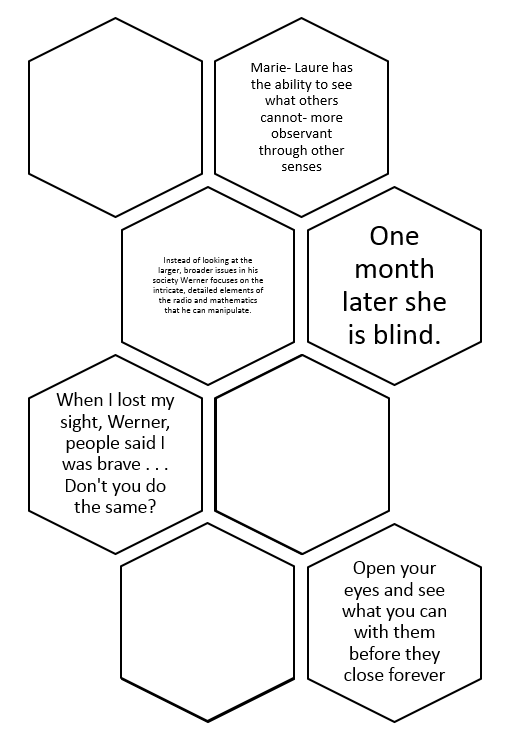 Marie- Laure has
the ability to see
what others
cannot- more
observant
through other
senses
Instead of looking at the
larger, broader issues in his
society Werner focuses on the
intricate, detailed elements of
the radio and mathematics
that he can manipulate.
One
month
later she
is blind.
When I lost my
sight, Werner,
people said I
was brave . . .
Don't you do
the same?
Open your
eyes and see
what you can
with them
before they
close forever